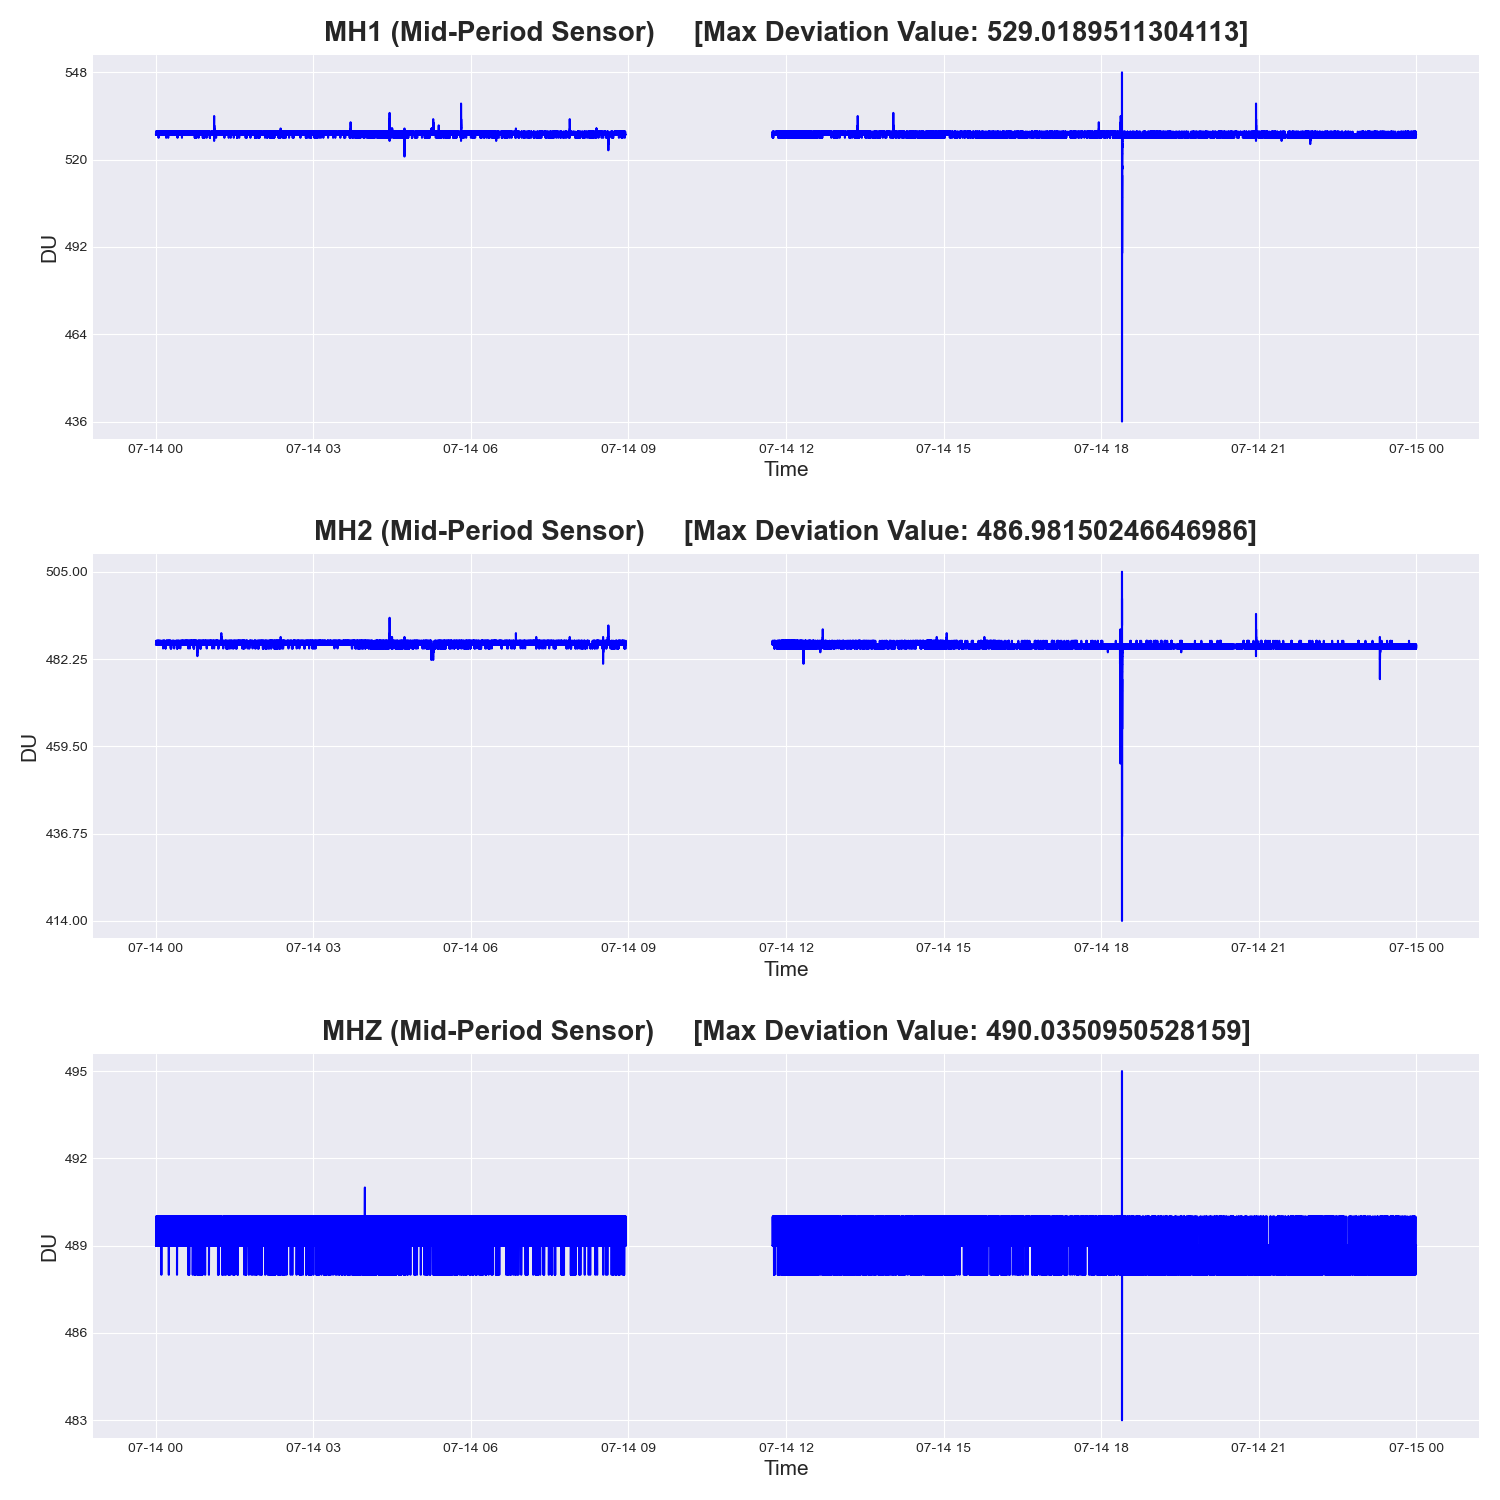 MH1 (Mid-Period Sensor)     [Max Deviation Value: 529.0189511304113]
548
520
492
464
436
DU
07-14 00 07-14 03 07-14 06 07-14 09 07-14 12 07-14 15 07-14 18 07-14 21 07-15 00
Time
MH2 (Mid-Period Sensor)     [Max Deviation Value: 486.98150246646986]
505.00
482.25
459.50
436.75
414.00
DU
07-14 00 07-14 03 07-14 06 07-14 09 07-14 12 07-14 15 07-14 18 07-14 21 07-15 00
Time
MHZ (Mid-Period Sensor)     [Max Deviation Value: 490.0350950528159]
495
492
489
486
483
DU
07-14 00 07-14 03 07-14 06 07-14 09 07-14 12 07-14 15 07-14 18 07-14 21 07-15 00
Time